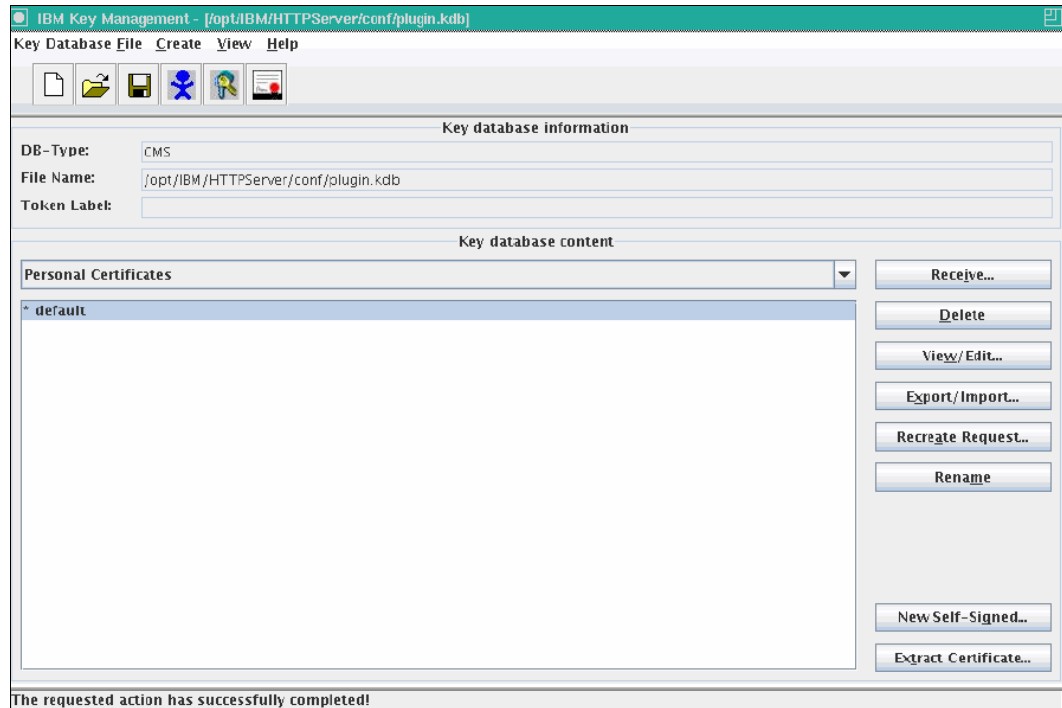 IBM Key Management - [/opt/IBM/HTTPServer/conf/plugin.kdb]
Key Database File Create View Help
Key database information
DB-Type: CMS
File Name: /opt/IBM/HTTPServer/conf/plugin.kdb
Token Label:
Key database content
Personal Certificates
Receive...
* default
Delete
View/Edit...
Export/Import...
Recreate Request...
Rename
New Self-Signed...
Extract Certificate...
The requested action has successfully completed!